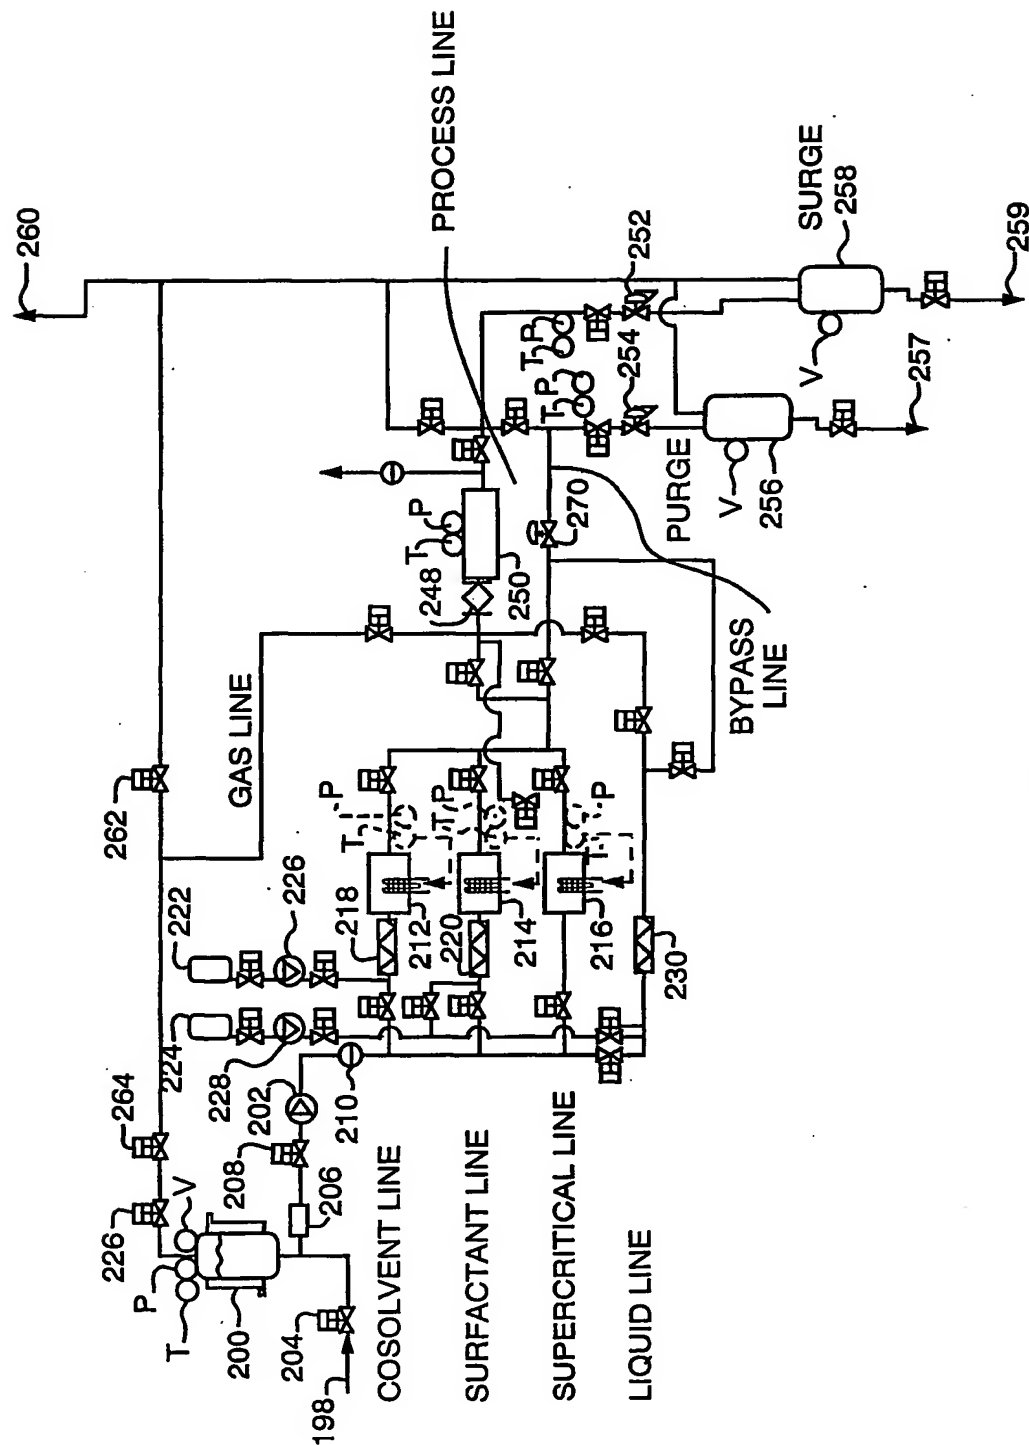 260
PROCESS LINE
252
SURGE
258
259
T
P
T
P
254
257
V
PURGE
V
256
T
P
248
250
270
BYPASS
LINE
GAS LINE
262
P
T
T
P
P
T
222
226
218
212
220
214
216
230
224
228
202
210
264
V
208
206
226
P
T
200
204
198
COSOLVENT LINE
SURFACTANT LINE
SUPERCRITICAL LINE
LIQUID LINE